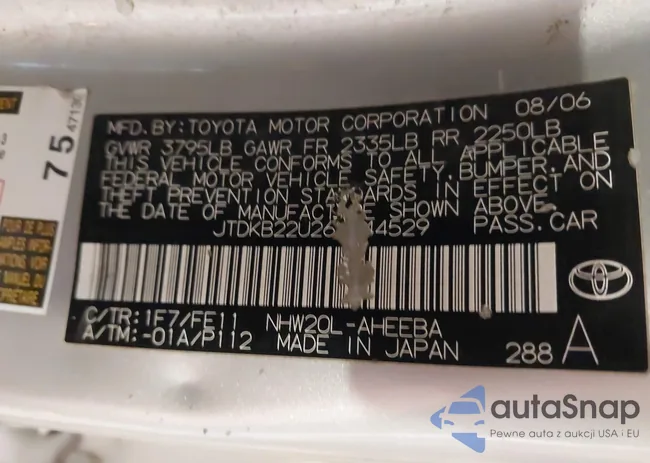 75
47130
MFD.BY:TOYOTA MOTOR CORPORATION 08/06
GVWR 3795LB GAWR FR 2335LB RR 2250LB
THIS VEHICLE CONFORMS TO ALL APPLICABLE
FEDERAL MOTOR VEHICLE SAFETY,BUMPER,AND
THEFT PREVENTION STANDARDS IN EFFECT ON
THE DATE OF MANUFACTURE SHOWN ABOVE.
PASS.CAR
C/TR:1F7/FE11 NHW20L-AHEEBA
A/TM:-01A/P112 MADE IN JAPAN 288 A
autoSnap
Pewne auta z aukcji USA i EU